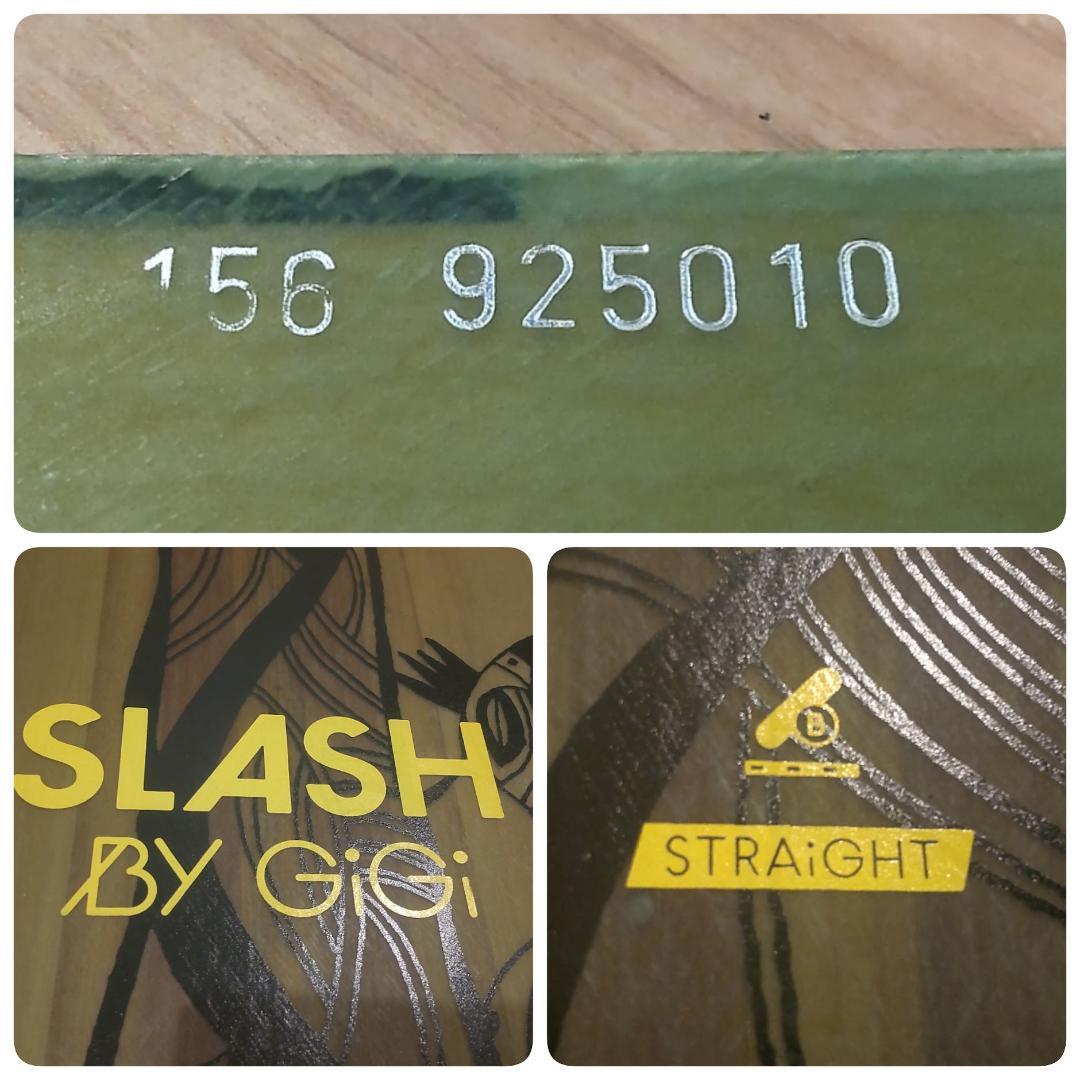 156 925010
SLASH
BY GiGi
B
STRAiGHT